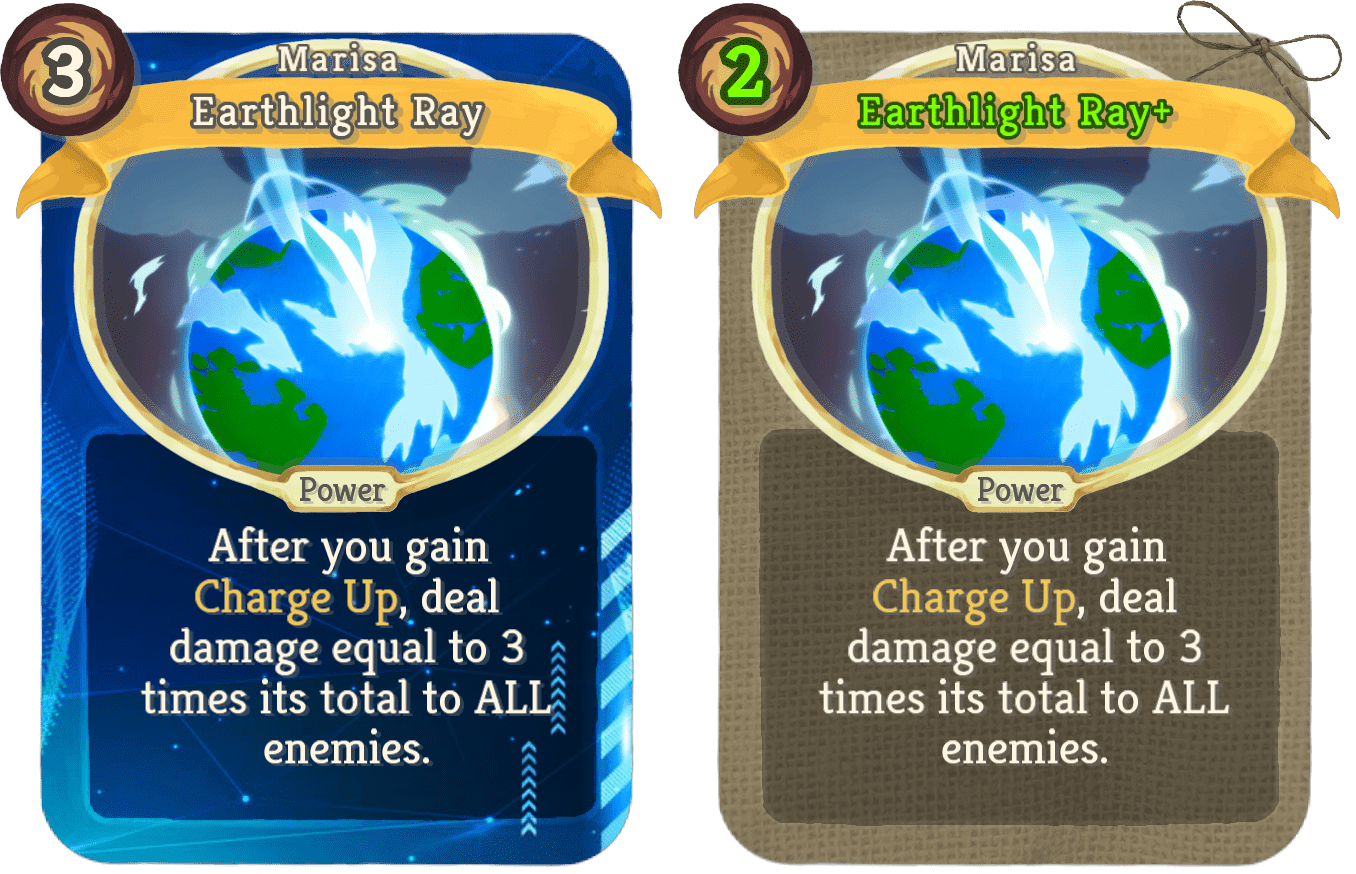 3
Marisa
Earthlight Ray
Power
After you gain
Charge Up, deal
damage equal to 3
times its total to ALL
enemies.
2
Marisa
Earthlight Ray+
Power
After you gain
Charge Up, deal
damage equal to 3
times its total to ALL
enemies.